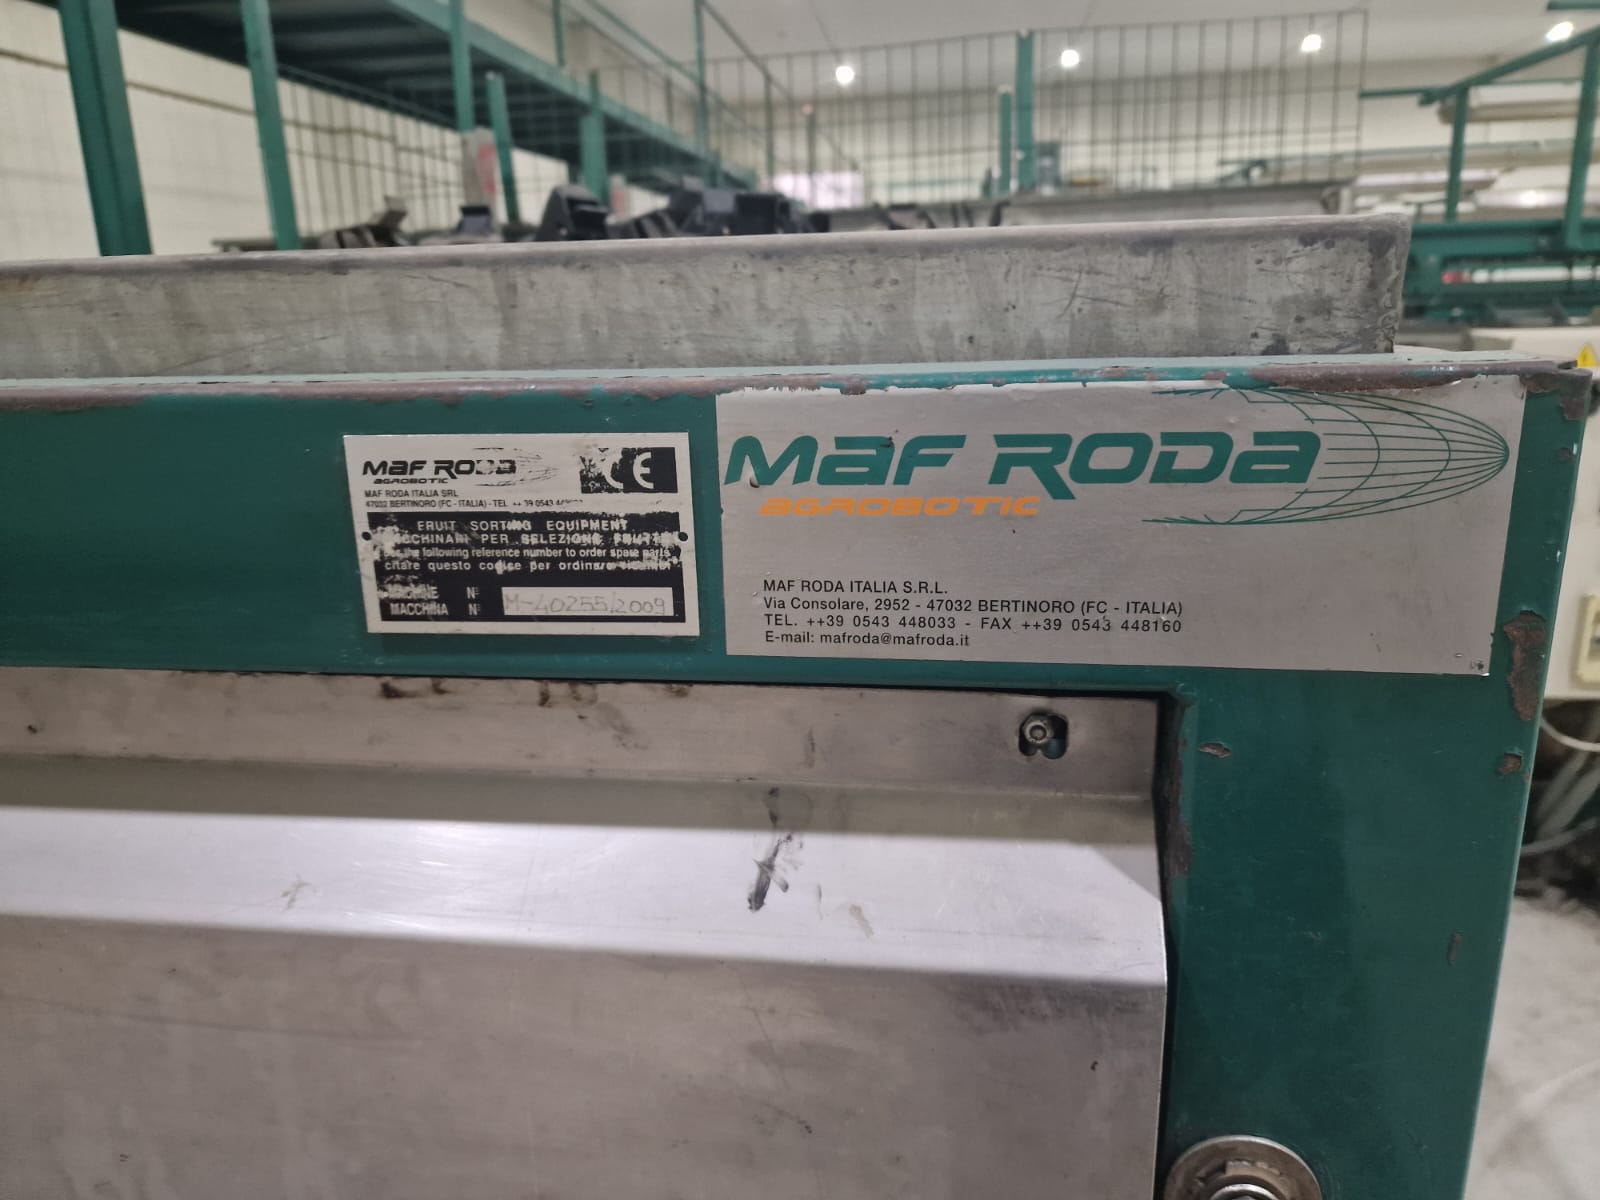 MAF RODA
AGROBOTIC
MAF RODA ITALIA SRL
47032 BERTINORO (FC - ITALIA) - TEL ++ 39 0543
CE
FRUIT SORTING EQUIPMENT
PER SELEZIONE
the following reference number to order spare parts
citare questo codice per ordinare
MACCHINA N° M-40255/2009
MAF RODA
AGROBOTIC
MAF RODA ITALIA S.R.L.
Via Consolare, 2952 - 47032 BERTINORO (FC - ITALIA)
TEL. ++39 0543 448033 - FAX ++39 0543 448160
E-mail: mafroda@mafroda.it